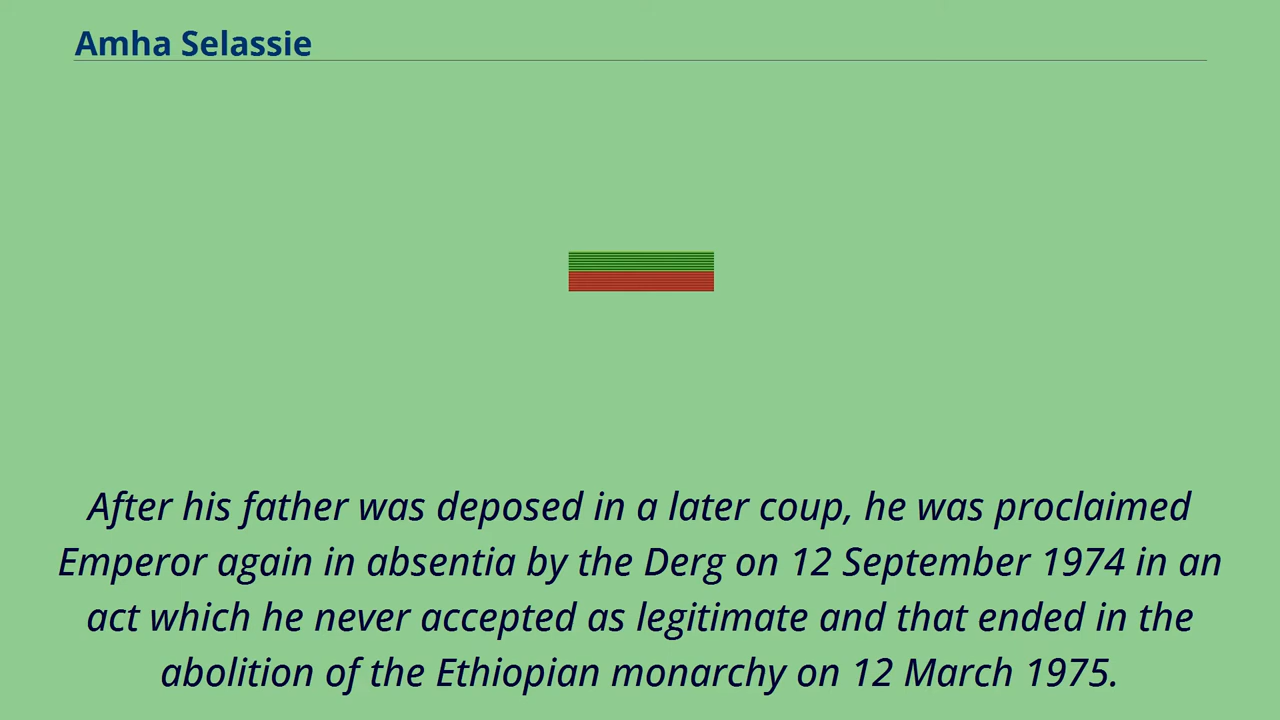 Amha Selassie
After his father was deposed in a later coup, he was proclaimed
Emperor again in absentia by the Derg on 12 September 1974 in an
act which he never accepted as legitimate and that ended in the
abolition of the Ethiopian monarchy on 12 March 1975.